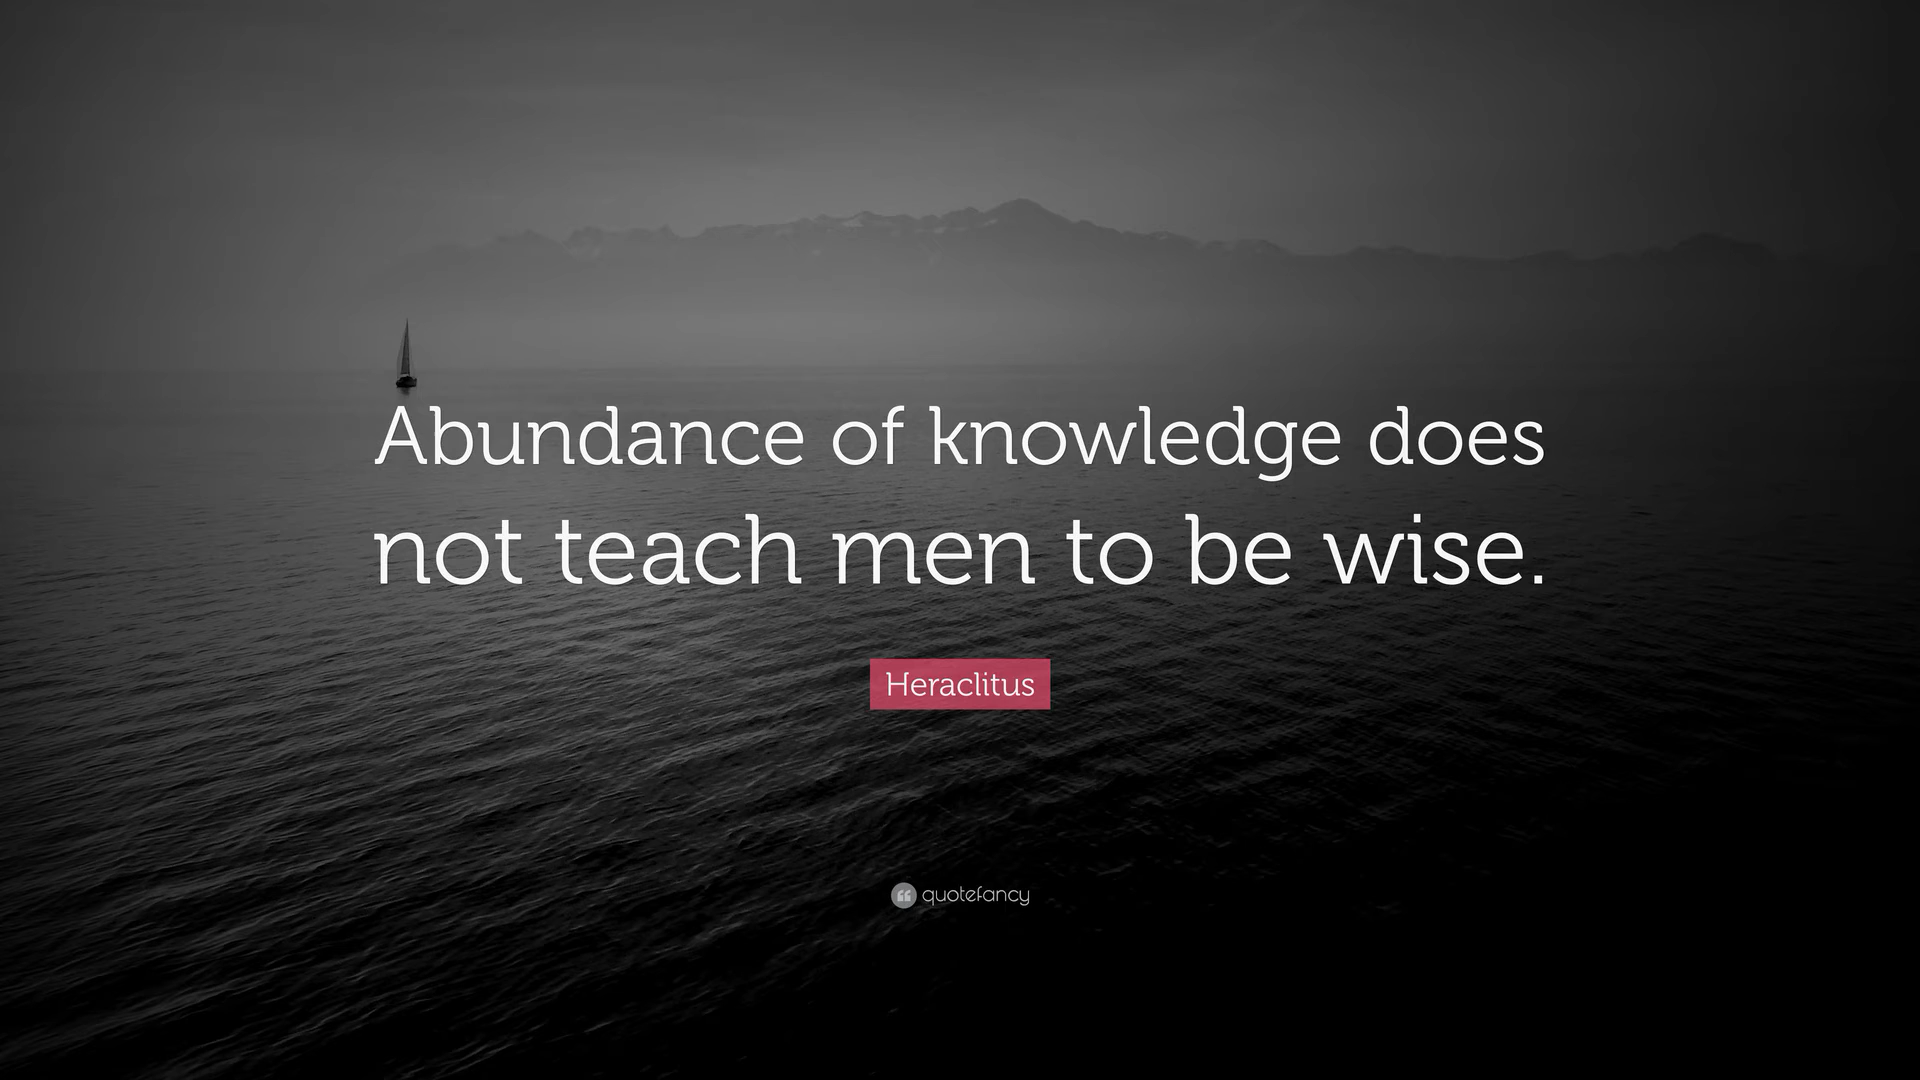 Abundance of knowledge does
not teach men to be wise.
Heraclitus
quotefancy